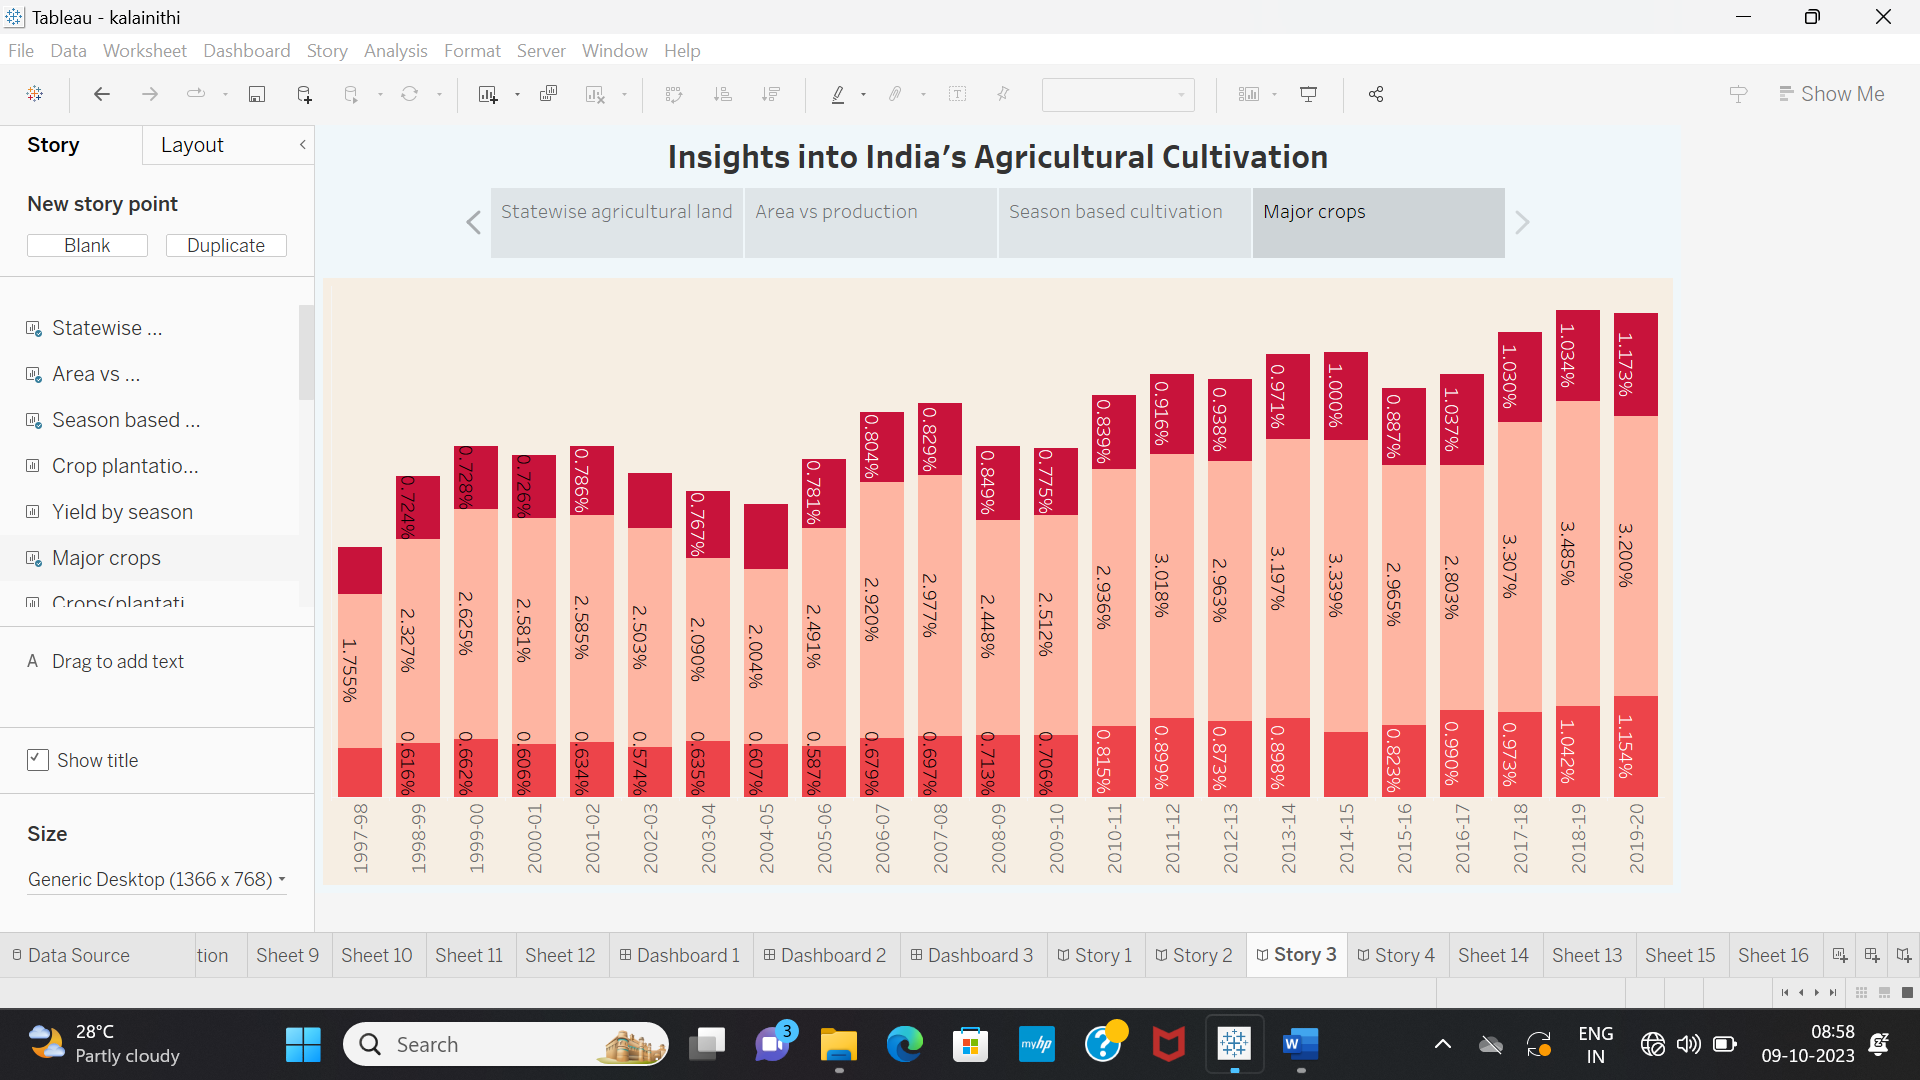 Tableau - kalainithi
File Data Worksheet Dashboard Story Analysis Format Server Window Help
Show Me
Story Layout
New story point
Blank Duplicate
Statewise ...
Area vs ...
Season based ...
Crop plantatio...
Yield by season
Major crops
Crops(plantati
A Drag to add text
Show title
Size
Generic Desktop (1366 x 768)
Insights into India's Agricultural Cultivation
Statewise agricultural land Area vs production Season based cultivation Major crops
0.724% 0.728% 0.726% 0.786% 0.767% 0.781% 0.804% 0.829% 0.849% 0.775% 0.839% 0.916% 0.938% 0.971% 1.000% 0.887% 1.037% 1.030% 1.034% 1.173%
1.755% 2.327% 2.625% 2.581% 2.585% 2.503% 2.090% 2.004% 2.491% 2.920% 2.977% 2.448% 2.512% 2.936% 3.018% 2.963% 3.197% 3.339% 2.965% 2.803% 3.307% 3.485% 3.200%
0.616% 0.662% 0.606% 0.634% 0.574% 0.635% 0.607% 0.587% 0.679% 0.697% 0.713% 0.706% 0.815% 0.899% 0.873% 0.898% 0.823% 0.990% 0.973% 1.042% 1.154%
1997-98 1998-99 1999-00 2000-01 2001-02 2002-03 2003-04 2004-05 2005-06 2006-07 2007-08 2008-09 2009-10 2010-11 2011-12 2012-13 2013-14 2014-15 2015-16 2016-17 2017-18 2018-19 2019-20
Data Source tion Sheet 9 Sheet 10 Sheet 11 Sheet 12 Dashboard 1 Dashboard 2 Dashboard 3 Story 1 Story 2 Story 3 Story 4 Sheet 14 Sheet 13 Sheet 15 Sheet 16
28°C
Partly cloudy
Search
3
myhp
ENG
IN
08:58
09-10-2023